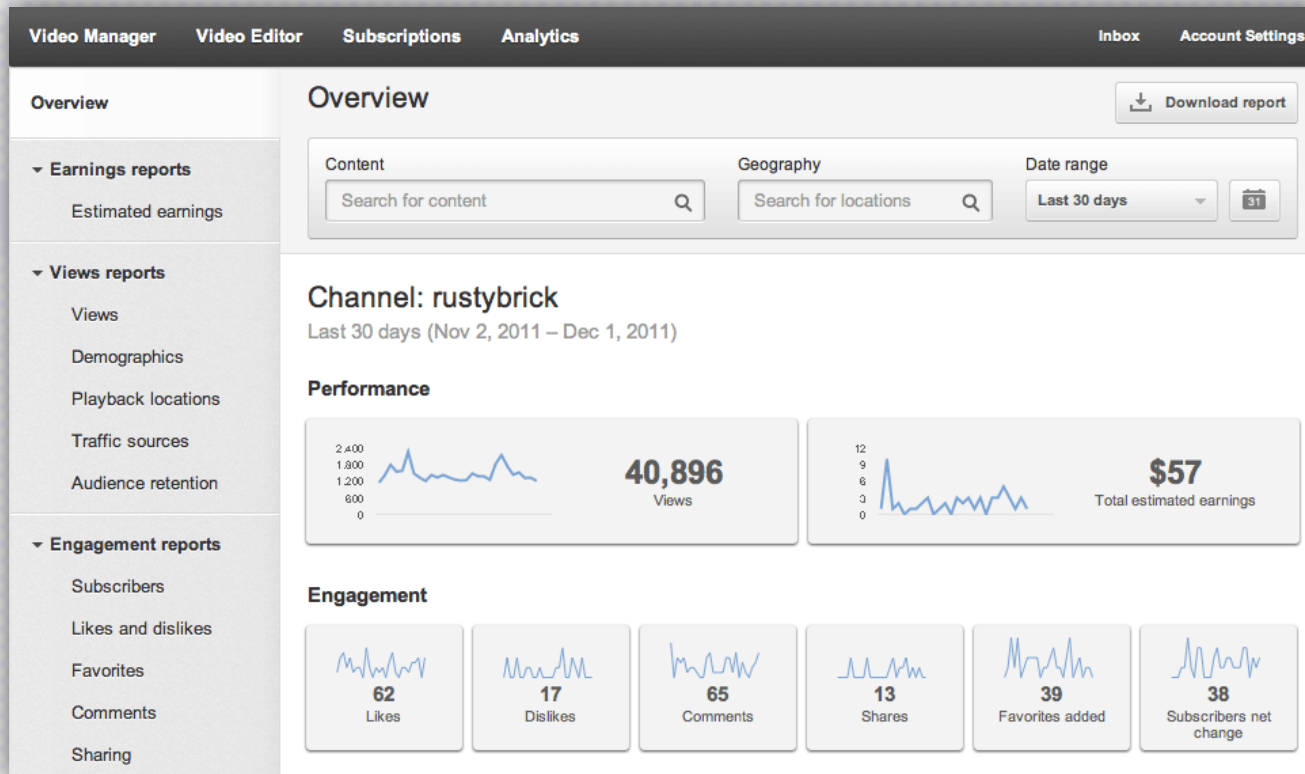 Video Manager Video Editor Subscriptions Analytics Inbox Account Settings
Overview
Earnings reports
Estimated earnings
Views reports
Views
Demographics
Playback locations
Traffic sources
Audience retention
Engagement reports
Subscribers
Likes and dislikes
Favorites
Comments
Sharing
Overview
Download report
Content Geography Date range
Search for content Search for locations Last 30 days 31
Channel: rustybrick
Last 30 days (Nov 2, 2011 – Dec 1, 2011)
Performance
2,400
1,800
1,200
600
0
40,896
Views
12
9
6
3
0
$57
Total estimated earnings
Engagement
62
Likes
17
Dislikes
65
Comments
13
Shares
39
Favorites added
38
Subscribers net
change